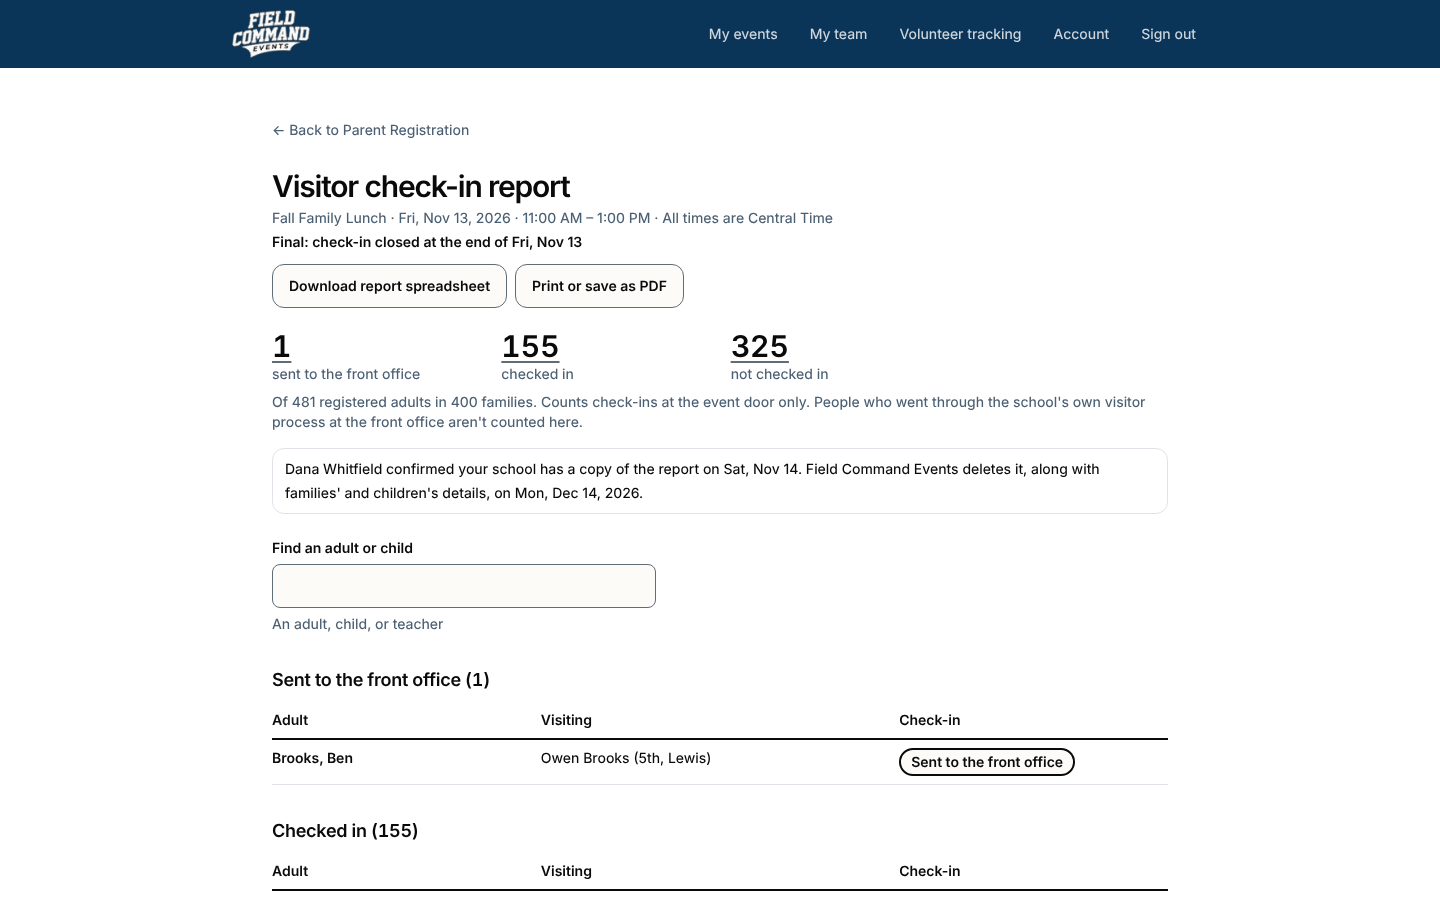 FIELD
COMMAND
EVENTS
My events
My team
Volunteer tracking
Account
Sign out
← Back to Parent Registration
Visitor check-in report
Fall Family Lunch · Fri, Nov 13, 2026 · 11:00 AM – 1:00 PM · All times are Central Time
Final: check-in closed at the end of Fri, Nov 13
Download report spreadsheet
Print or save as PDF
1
sent to the front office
155
checked in
325
not checked in
Of 481 registered adults in 400 families. Counts check-ins at the event door only. People who went through the school's own visitor
process at the front office aren't counted here.
Dana Whitfield confirmed your school has a copy of the report on Sat, Nov 14. Field Command Events deletes it, along with
families' and children's details, on Mon, Dec 14, 2026.
Find an adult or child
An adult, child, or teacher
Sent to the front office (1)
Adult Visiting Check-in
Brooks, Ben Owen Brooks (5th, Lewis) Sent to the front office
Checked in (155)
Adult Visiting Check-in